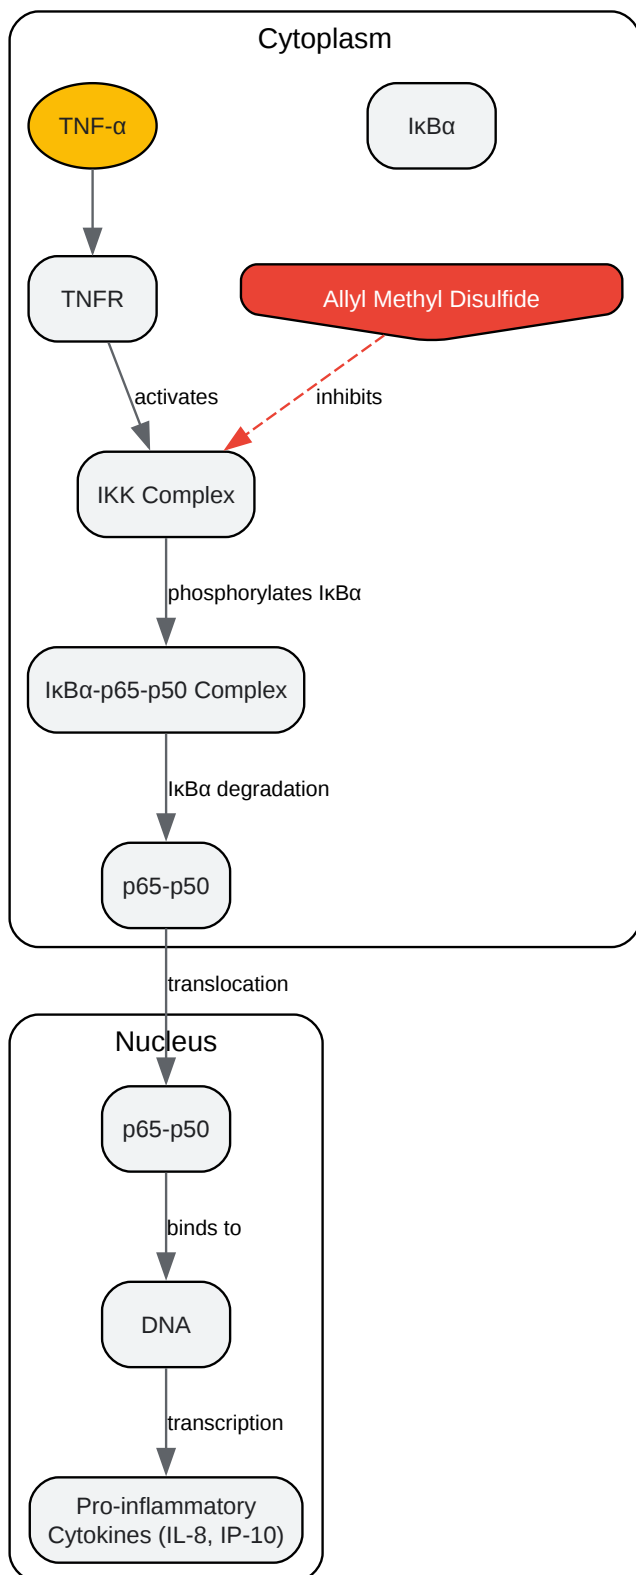 Cytoplasm
TNF-α
IκBα
TNFR
Allyl Methyl Disulfide
activates
inhibits
IKK Complex
phosphorylates IκBα
IκBα-p65-p50 Complex
IκBα degradation
p65-p50
translocation
Nucleus
p65-p50
binds to
DNA
transcription
Pro-inflammatory
Cytokines (IL-8, IP-10)